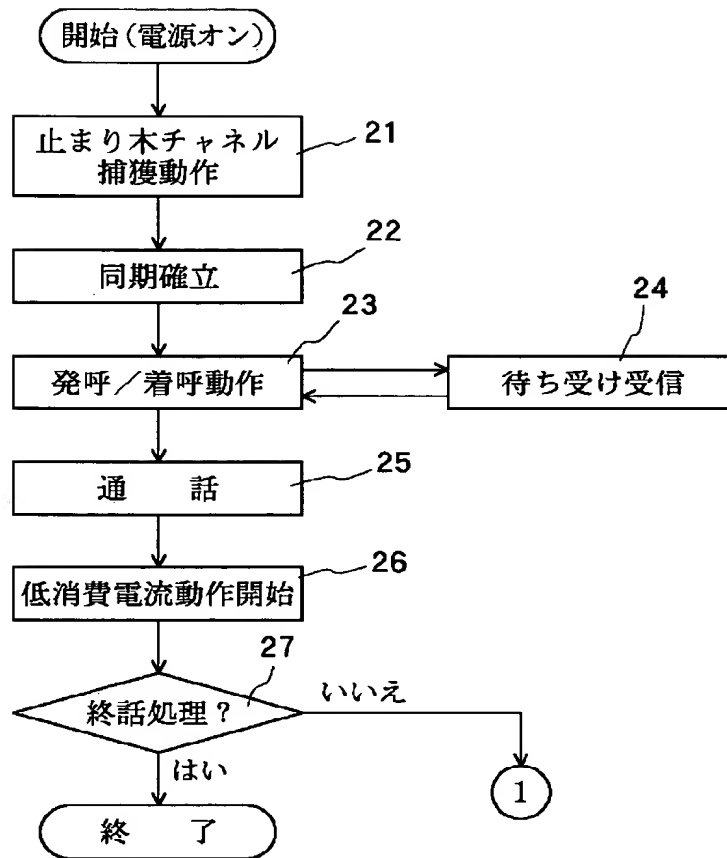 開始(電源オン)
止まり木チャネル
捕獲動作
21
同期確立
22
発呼/着呼動作
23
待ち受け受信
24
通 話
25
低消費電流動作開始
26
終話処理?
27
いいえ
はい
1
終 了